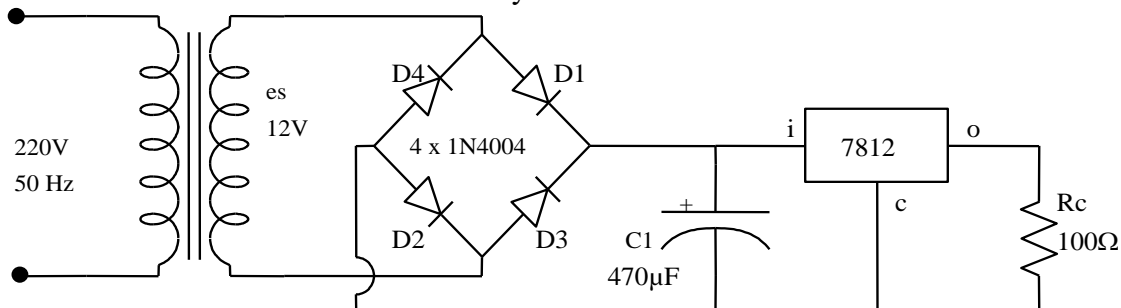 D4
D1
es
12V
220V
50 Hz
4 x 1N4004
i
7812
o
c
D2
D3
+
C1
470µF
Rc
100Ω